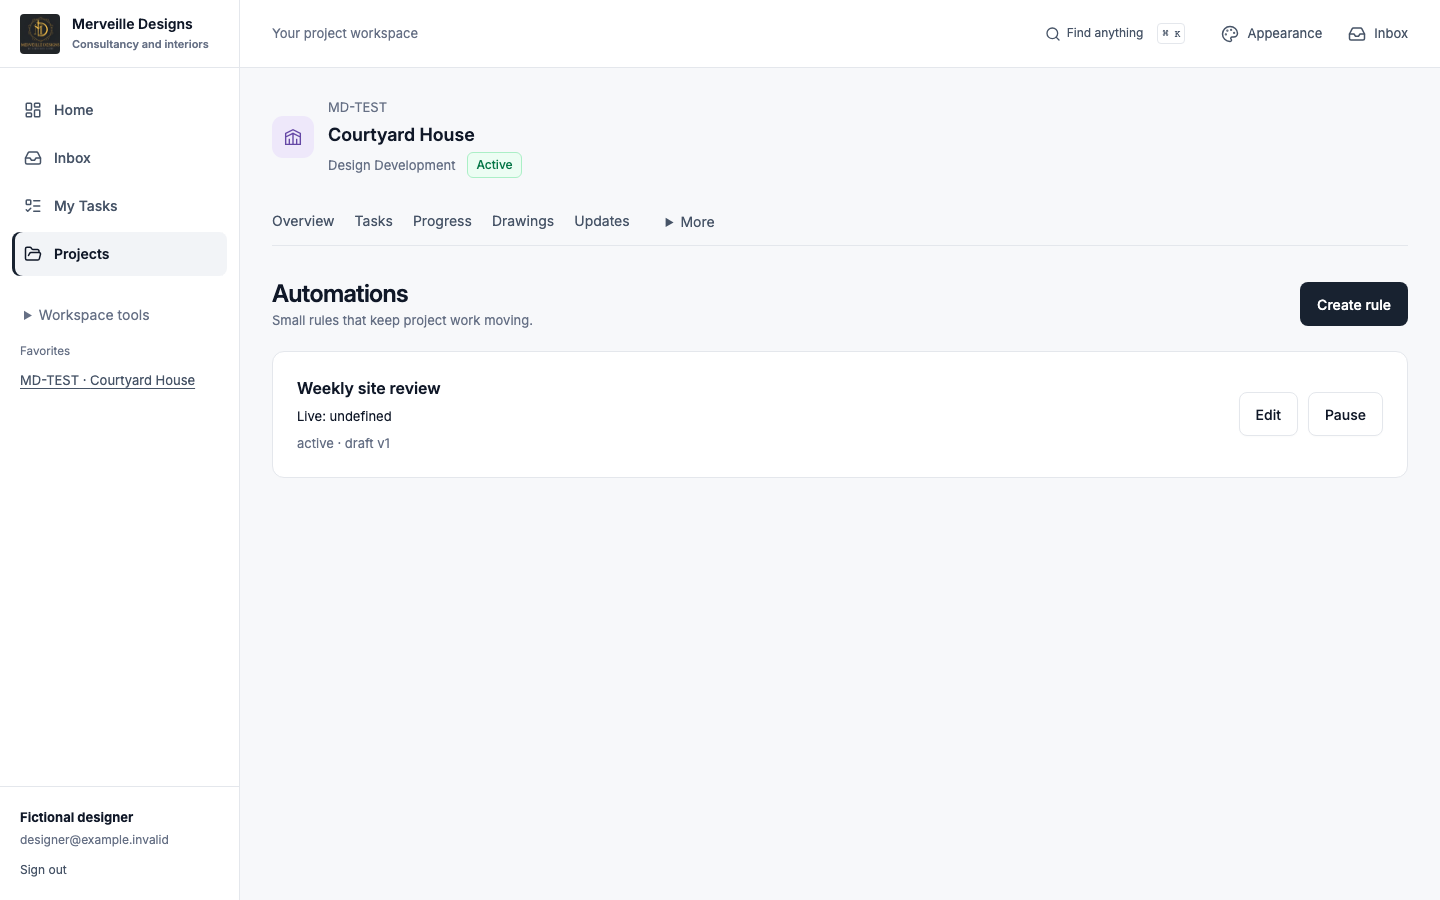 Merveille Designs
Consultancy and interiors
Your project workspace
Find anything
⌘ K
Appearance
Inbox
Home
Inbox
My Tasks
Projects
Workspace tools
Favorites
MD-TEST · Courtyard House
MD-TEST
Courtyard House
Design Development
Active
Overview
Tasks
Progress
Drawings
Updates
More
Automations
Small rules that keep project work moving.
Create rule
Weekly site review
Live: undefined
active · draft v1
Edit
Pause
Fictional designer
designer@example.invalid
Sign out